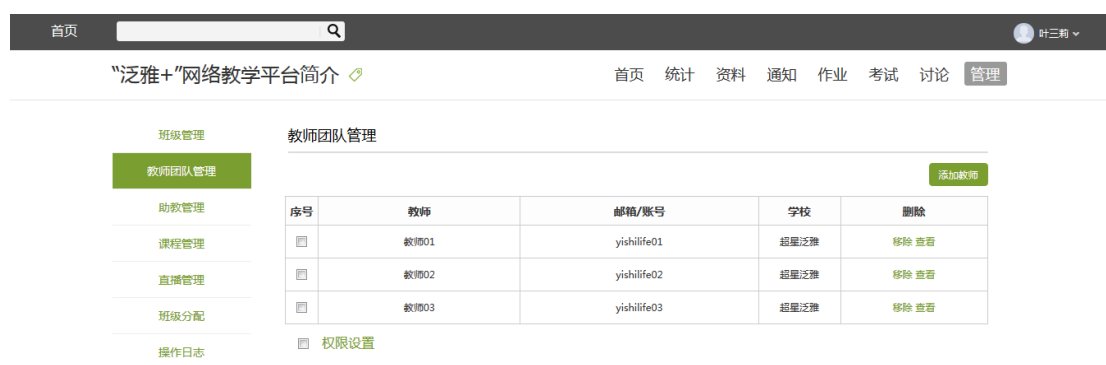 首页
叶三莉
“泛雅+”网络教学平台简介
首页 统计 资料 通知 作业 考试 讨论 管理
班级管理
教师团队管理
助教管理
课程管理
直播管理
班级分配
操作日志
教师团队管理
添加教师
序号 教师 邮箱/账号 学校 删除
教师01 yishilife01 超星泛雅 移除 查看
教师02 yishilife02 超星泛雅 移除 查看
教师03 yishilife03 超星泛雅 移除 查看
权限设置